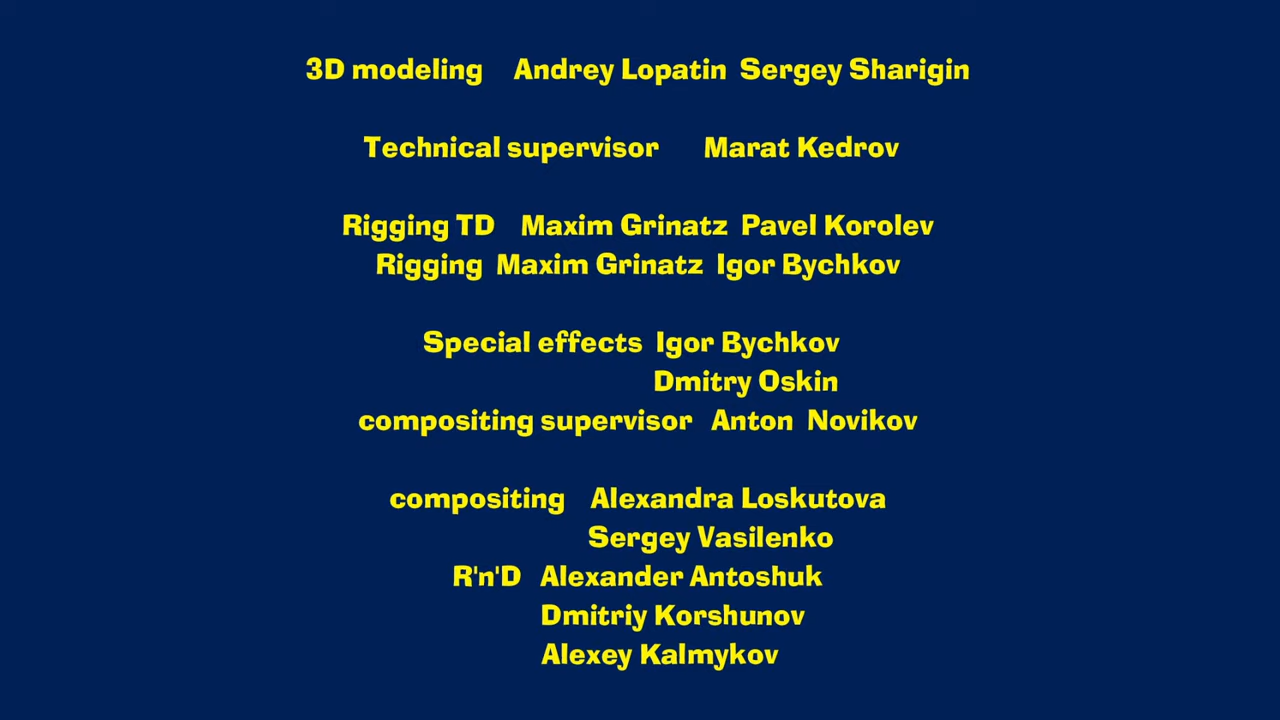 3D modeling Andrey Lopatin Sergey Sharigin
Technical supervisor Marat Kedrov
Rigging TD Maxim Grinatz Pavel Korolev
Rigging Maxim Grinatz Igor Bychkov
Special effects Igor Bychkov
Dmitry Oskin
compositing supervisor Anton Novikov
compositing Alexandra Loskutova
Sergey Vasilenko
R'n'D Alexander Antoshuk
Dmitriy Korshunov
Alexey Kalmykov